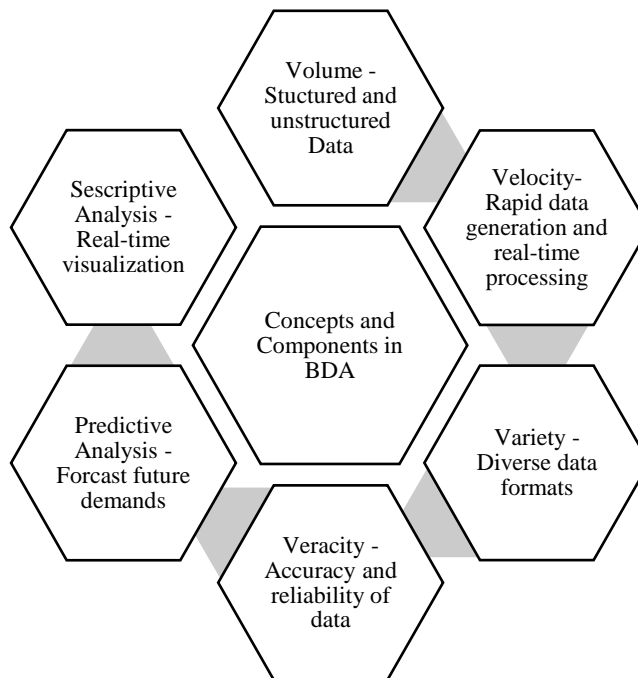 Volume -
Stuctured and
unstructured
Data
Velocity-
Rapid data
generation and
real-time
processing
Variety -
Diverse data
formats
Veracity -
Accuracy and
reliability of
data
Predictive
Analysis -
Forcast future
demands
Sescriptive
Analysis -
Real-time
visualization
Concepts and
Components in
BDA